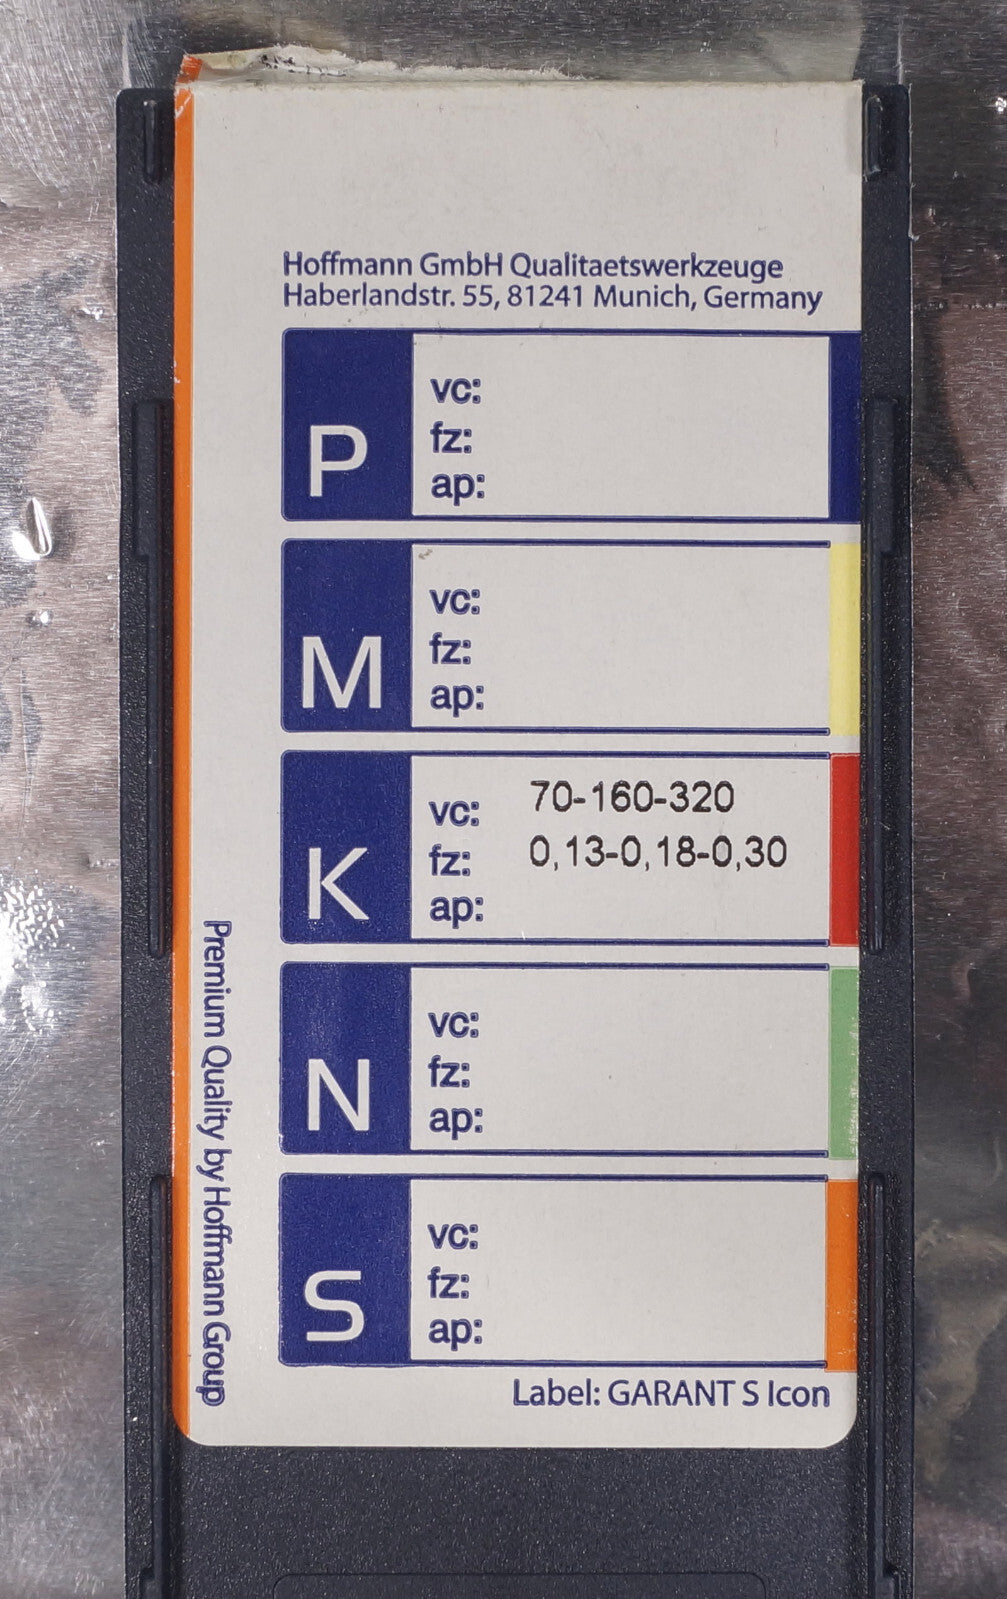 Hoffmann GmbH Qualitaetswerkzeuge
Haberlandstr. 55, 81241 Munich, Germany
P
vc:
fz:
ap:
M
vc:
fz:
ap:
K
vc: 70-160-320
fz: 0,13-0,18-0,30
ap:
N
vc:
fz:
ap:
S
vc:
fz:
ap:
Label: GARANT S Icon
Premium Quality by Hoffmann Group